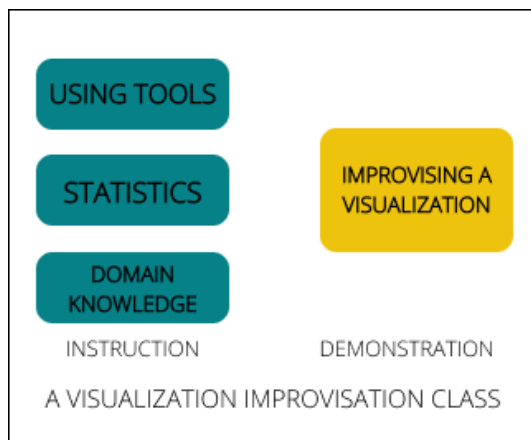 USING TOOLS
STATISTICS
DOMAIN
KNOWLEDGE
INSTRUCTION
IMPROVISING A
VISUALIZATION
DEMONSTRATION
A VISUALIZATION IMPROVISATION CLASS